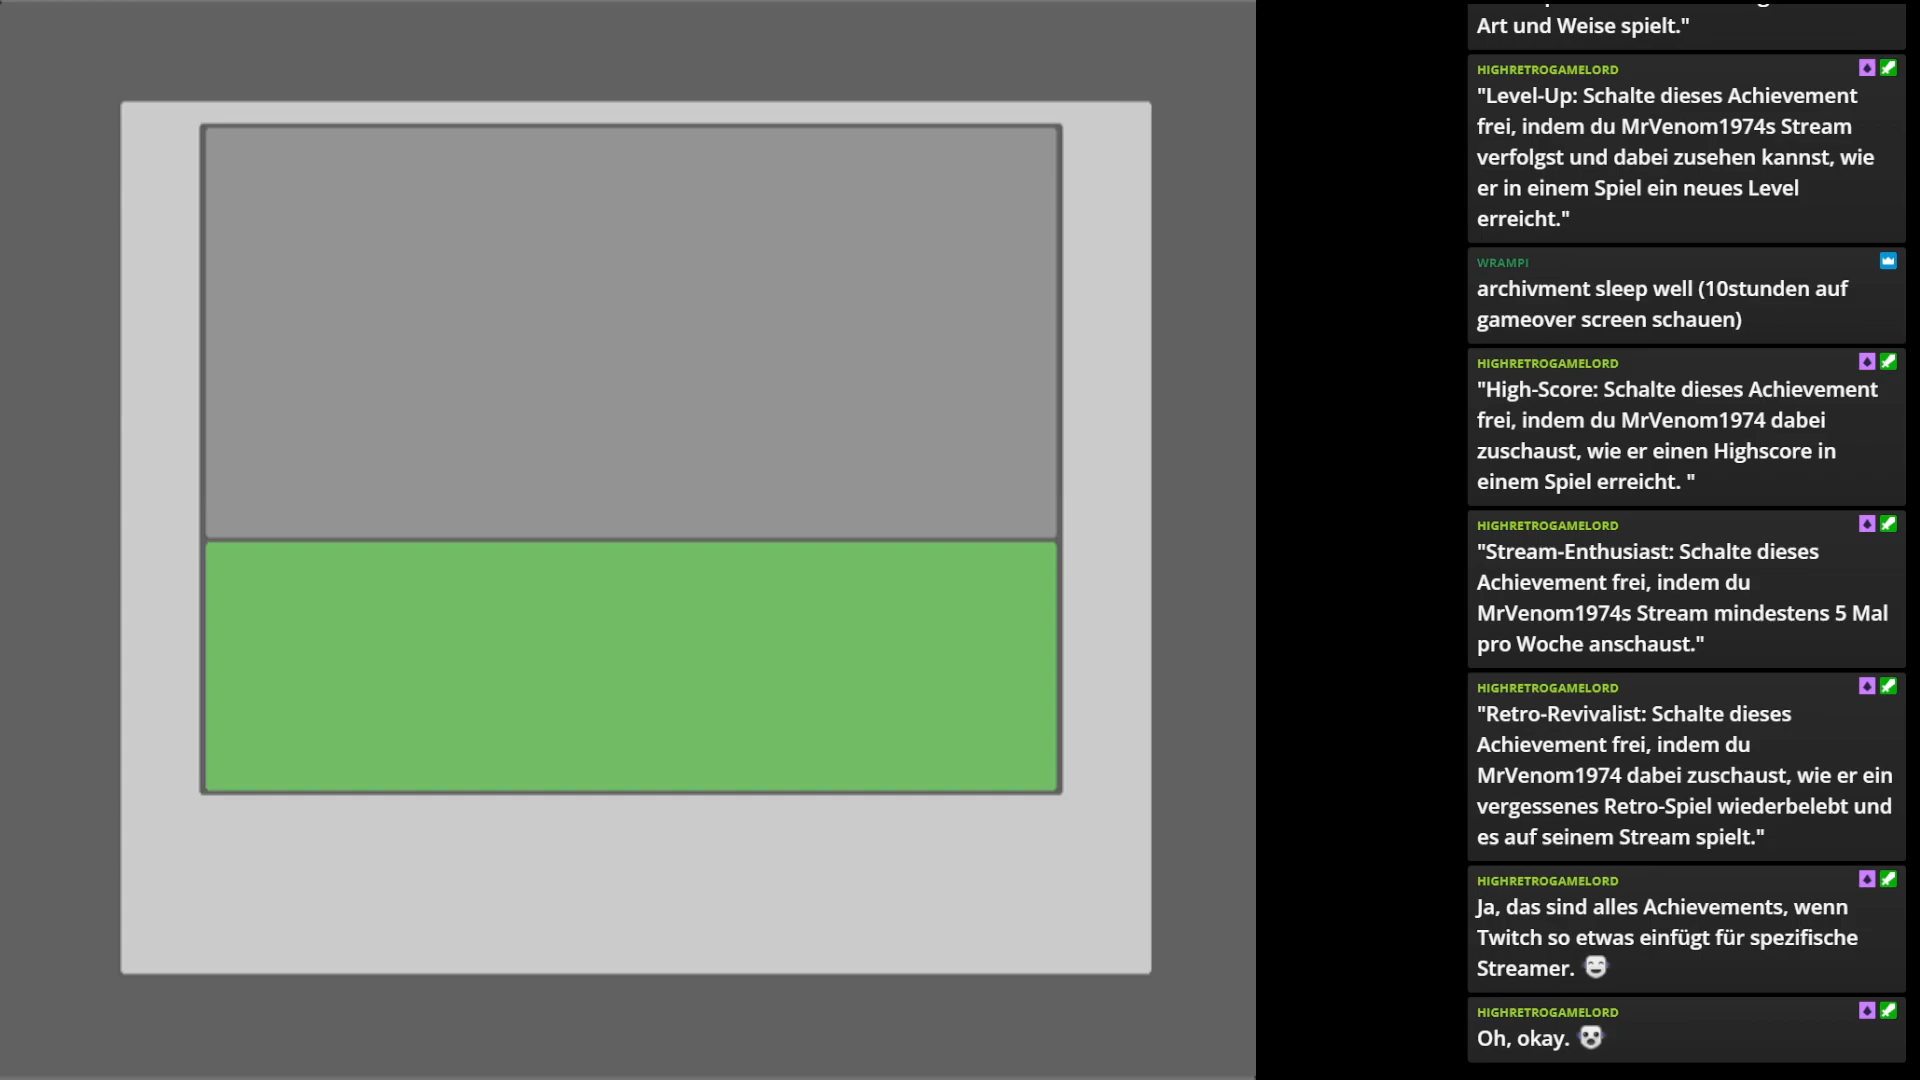 Art und Weise spielt."
HIGHRETROGAMELORD
"Level-Up: Schalte dieses Achievement
frei, indem du MrVenom1974s Stream
verfolgst und dabei zusehen kannst, wie
er in einem Spiel ein neues Level
erreicht."
WRAMPI
archivment sleep well (10stunden auf
gameover screen schauen)
HIGHRETROGAMELORD
"High-Score: Schalte dieses Achievement
frei, indem du MrVenom1974 dabei
zuschaust, wie er einen Highscore in
einem Spiel erreicht. "
HIGHRETROGAMELORD
"Stream-Enthusiast: Schalte dieses
Achievement frei, indem du
MrVenom1974s Stream mindestens 5 Mal
pro Woche anschaust."
HIGHRETROGAMELORD
"Retro-Revivalist: Schalte dieses
Achievement frei, indem du
MrVenom1974 dabei zuschaust, wie er ein
vergessenes Retro-Spiel wiederbelebt und
es auf seinem Stream spielt."
HIGHRETROGAMELORD
Ja, das sind alles Achievements, wenn
Twitch so etwas einfügt für spezifische
Streamer.
HIGHRETROGAMELORD
Oh, okay.